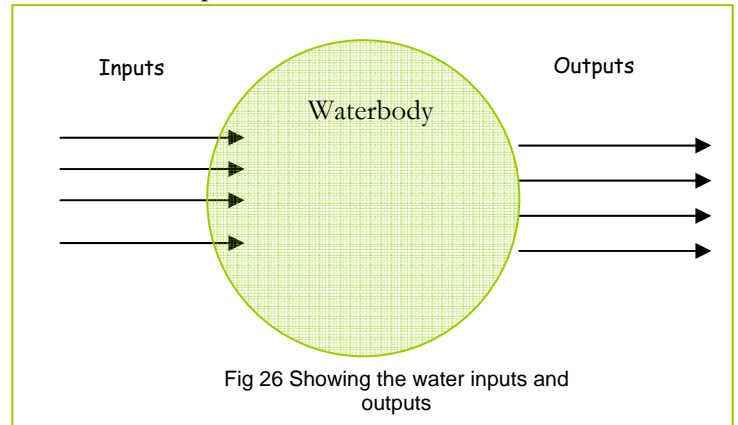 Inputs
Outputs
Waterbody
Fig 26 Showing the water inputs and
outputs